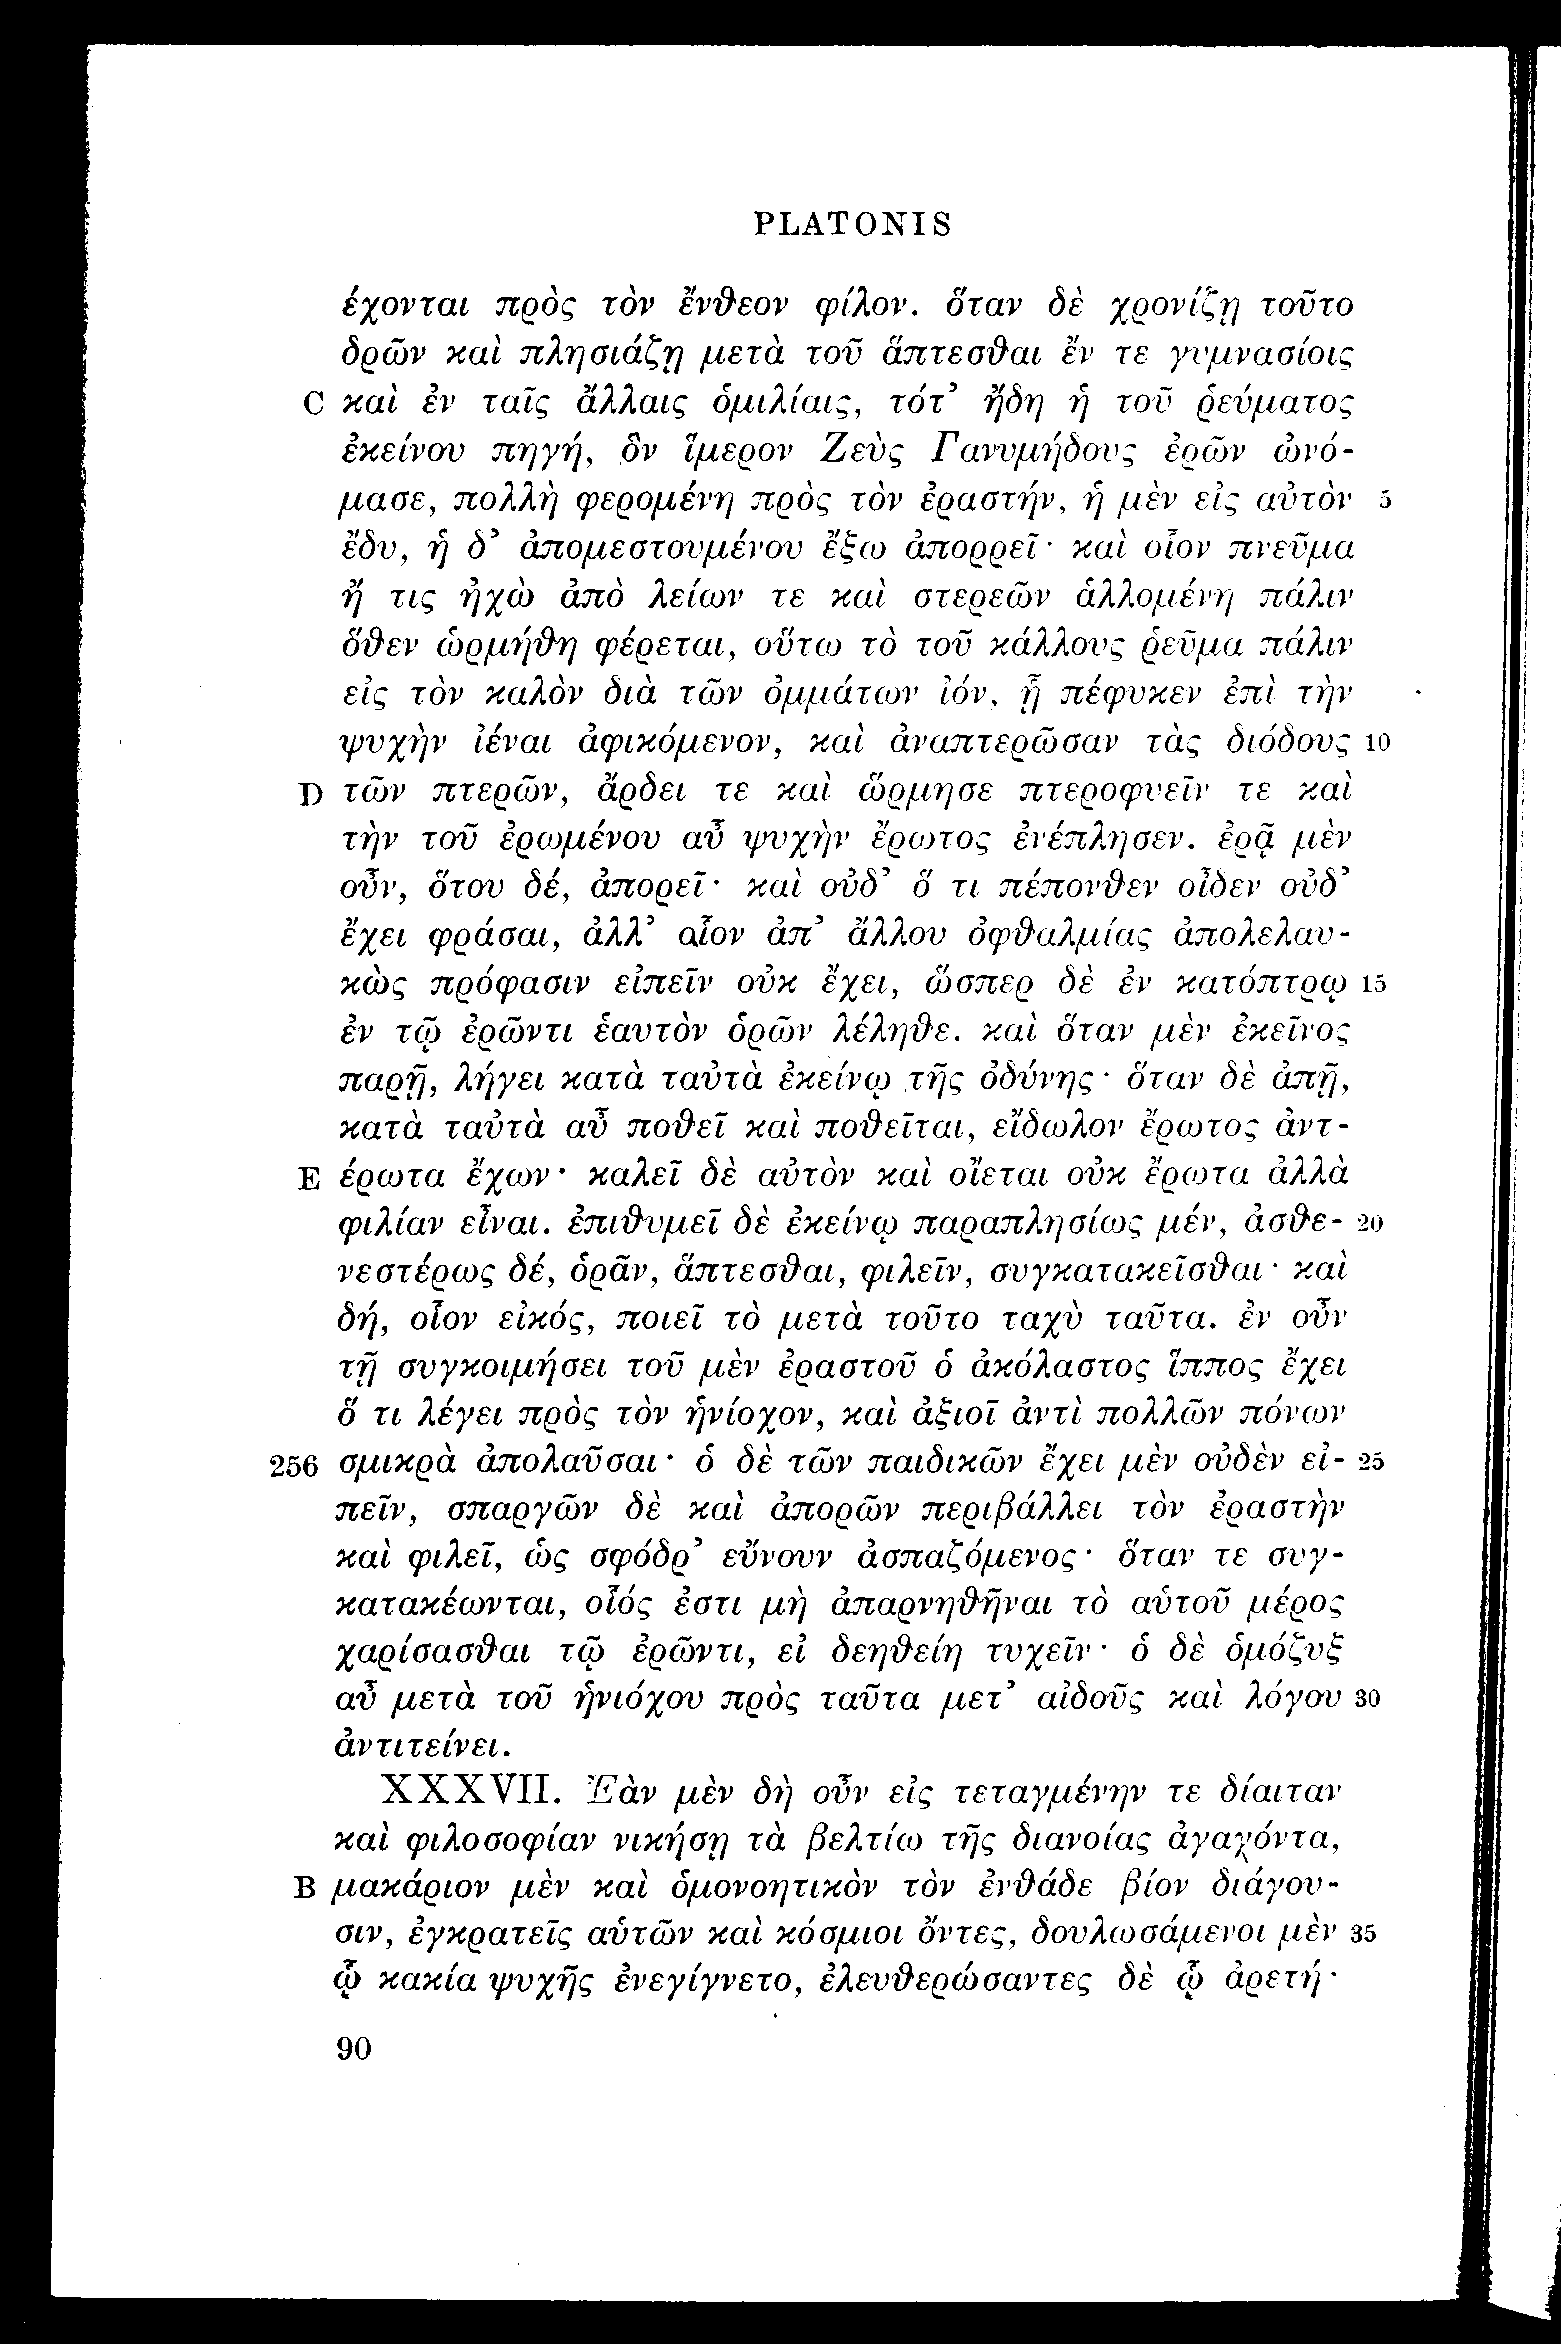 PLATONIS
έχονται πρὸς τὸν ἔνθεον φίλον. ὅταν δὲ χρονίζῃ τοῦτο
δρῶν καὶ πλησιάζῃ μετὰ τοῦ ἅπτεσθαι ἔν τε γυμνασίοις
C καὶ ἐν ταῖς ἄλλαις ὁμιλίαις, τότ’ ἤδη ἡ τοῦ ῥεύματος
ἐκείνου πηγή, ὃν ἵμερον Ζεὺς Γανυμήδους ἐρῶν ὠνό-
μασε, πολλὴ φερομένη πρὸς τὸν ἐραστήν, ἡ μὲν εἰς αὐτὸν 5
ἔδυ, ἡ δ’ ἀπομεστουμένου ἔξω ἀπορρεῖ· καὶ οἷον πνεῦμα
ἤ τις ἠχὼ ἀπὸ λείων τε καὶ στερεῶν ἁλλομένη πάλιν
ὅθεν ὡρμήθη φέρεται, οὕτω τὸ τοῦ κάλλους ῥεῦμα πάλιν
εἰς τὸν καλὸν διὰ τῶν ὀμμάτων ἰόν, ᾗ πέφυκεν ἐπὶ τὴν
ψυχὴν ἰέναι ἀφικόμενον, καὶ ἀναπτερῶσαν τὰς διόδους 10
D τῶν πτερῶν, ἄρδει τε καὶ ὥρμησε πτεροφυεῖν τε καὶ
τὴν τοῦ ἐρωμένου αὖ ψυχὴν ἔρωτος ἐνέπλησεν. ἐρᾷ μὲν
οὖν, ὅτου δέ, ἀπορεῖ· καὶ οὐδ’ ὅ τι πέπονθεν οἶδεν οὐδ’
ἔχει φράσαι, ἀλλ’ οἷον ἀπ’ ἄλλου ὀφθαλμίας ἀπολελαυ-
κὼς πρόφασιν εἰπεῖν οὐκ ἔχει, ὥσπερ δὲ ἐν κατόπτρῳ 15
ἐν τῷ ἐρῶντι ἑαυτὸν ὁρῶν λέληθε. καὶ ὅταν μὲν ἐκεῖνος
παρῇ, λήγει κατὰ ταὐτὰ ἐκείνῳ τῆς ὀδύνης· ὅταν δὲ ἀπῇ,
κατὰ ταὐτὰ αὖ ποθεῖ καὶ ποθεῖται, εἴδωλον ἔρωτος ἀντ-
E έρωτα ἔχων· καλεῖ δὲ αὐτὸν καὶ οἴεται οὐκ ἔρωτα ἀλλὰ
φιλίαν εἶναι. ἐπιθυμεῖ δὲ ἐκείνῳ παραπλησίως μέν, ἀσθε- 20
νεστέρως δέ, ὁρᾶν, ἅπτεσθαι, φιλεῖν, συγκατακεῖσθαι· καὶ
δή, οἷον εἰκός, ποιεῖ τὸ μετὰ τοῦτο ταχὺ ταῦτα. ἐν οὖν
τῇ συγκοιμήσει τοῦ μὲν ἐραστοῦ ὁ ἀκόλαστος ἵππος ἔχει
ὅ τι λέγει πρὸς τὸν ἡνίοχον, καὶ ἀξιοῖ ἀντὶ πολλῶν πόνων
256 σμικρὰ ἀπολαῦσαι· ὁ δὲ τῶν παιδικῶν ἔχει μὲν οὐδὲν εἰ- 25
πεῖν, σπαργῶν δὲ καὶ ἀπορῶν περιβάλλει τὸν ἐραστὴν
καὶ φιλεῖ, ὡς σφόδρ’ εὔνουν ἀσπαζόμενος· ὅταν τε συγ-
κατακέωνται, οἷός ἐστι μὴ ἀπαρνηθῆναι τὸ αὑτοῦ μέρος
χαρίσασθαι τῷ ἐρῶντι, εἰ δεηθείη τυχεῖν· ὁ δὲ ὁμόζυξ
αὖ μετὰ τοῦ ἡνιόχου πρὸς ταῦτα μετ’ αἰδοῦς καὶ λόγου 30
ἀντιτείνει.
XXXVII. Ἐὰν μὲν δὴ οὖν εἰς τεταγμένην τε δίαιταν
καὶ φιλοσοφίαν νικήσῃ τὰ βελτίω τῆς διανοίας ἀγαγόντα,
B μακάριον μὲν καὶ ὁμονοητικὸν τὸν ἐνθάδε βίον διάγου-
σιν, ἐγκρατεῖς αὑτῶν καὶ κόσμιοι ὄντες, δουλωσάμενοι μὲν 35
ᾧ κακία ψυχῆς ἐνεγίγνετο, ἐλευθερώσαντες δὲ ᾧ ἀρετή·
90